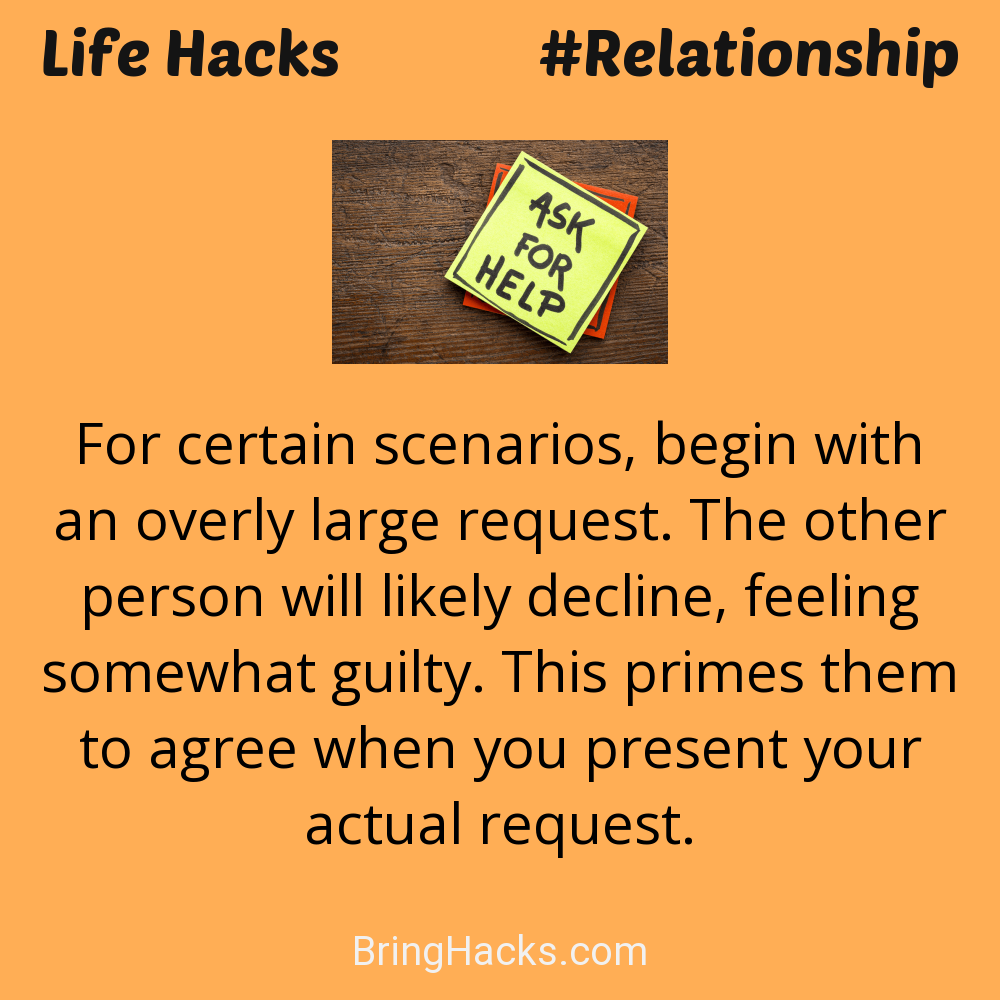 Life Hacks #Relationship
ASK
FOR
HELP
For certain scenarios, begin with
an overly large request. The other
person will likely decline, feeling
somewhat guilty. This primes them
to agree when you present your
actual request.
BringHacks.com